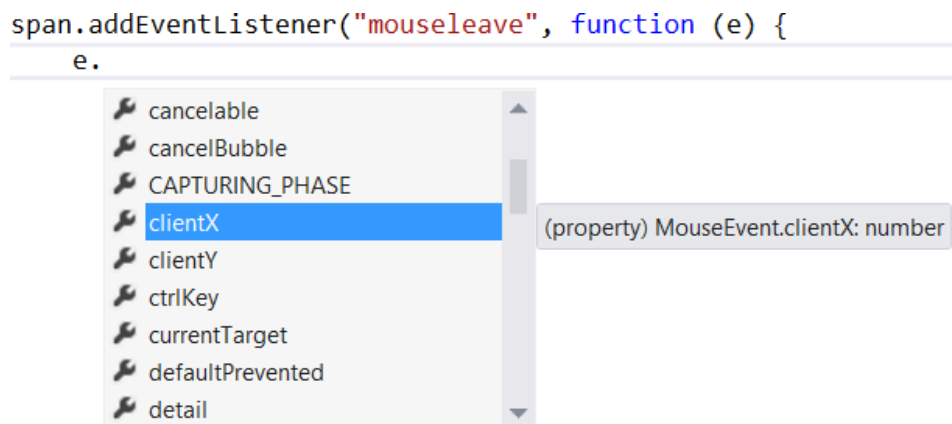 span.addEventListener("mouseleave", function (e) {
e.
cancelable
cancelBubble
CAPTURING_PHASE
clientX
(property) MouseEvent.clientX: number
clientY
ctrlKey
currentTarget
defaultPrevented
detail